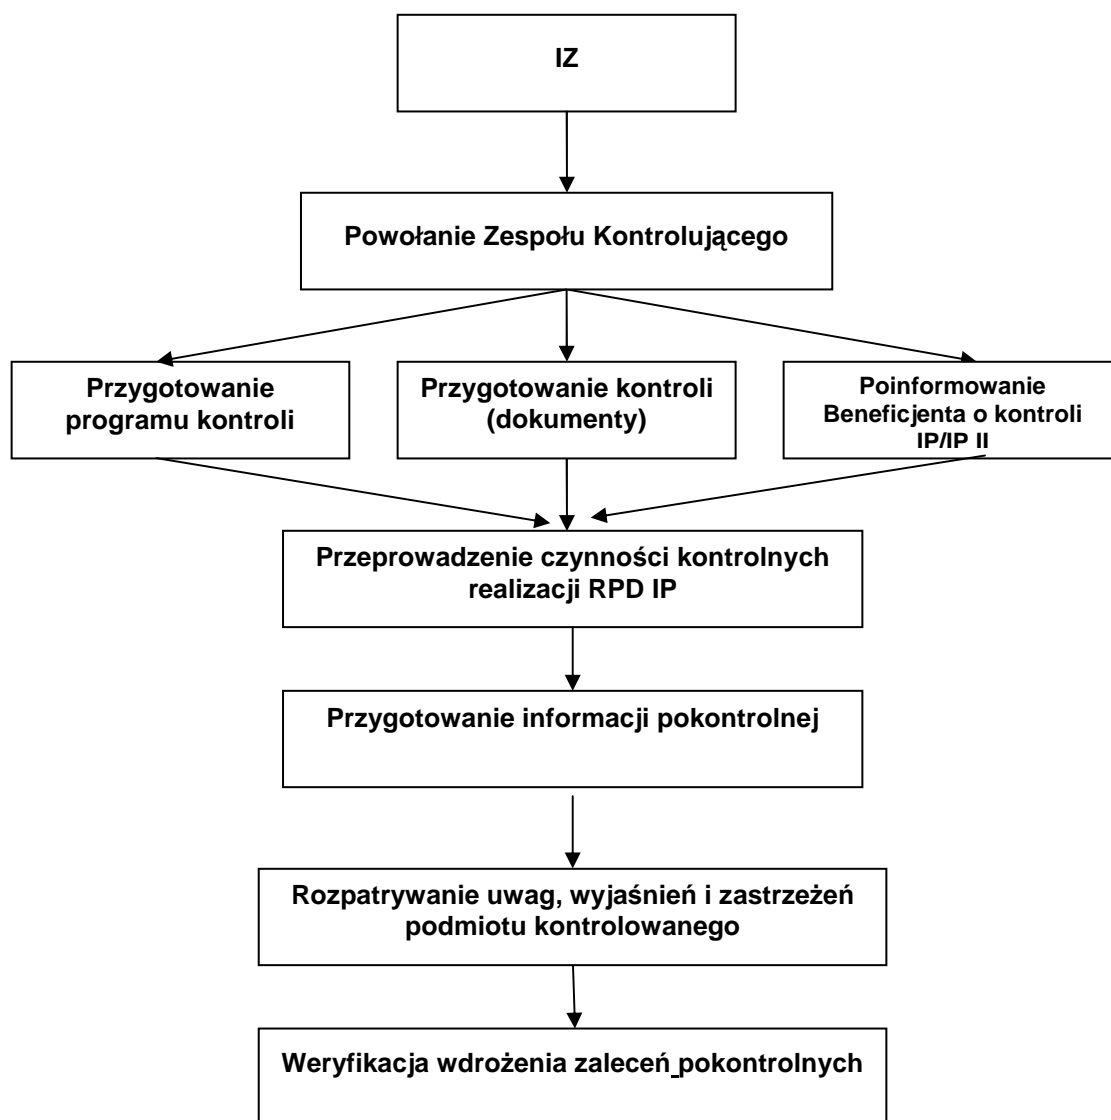 IZ
Powołanie Zespołu Kontrolującego
Przygotowanie
programu kontroli
Przygotowanie kontroli
(dokumenty)
Poinformowanie
Beneficjenta o kontroli
IP/IP II
Przeprowadzenie czynności kontrolnych
realizacji RPD IP
Przygotowanie informacji pokontrolnej
Rozpatrywanie uwag, wyjaśnień i zastrzeżeń
podmiotu kontrolowanego
Weryfikacja wdrożenia zaleceń pokontrolnych